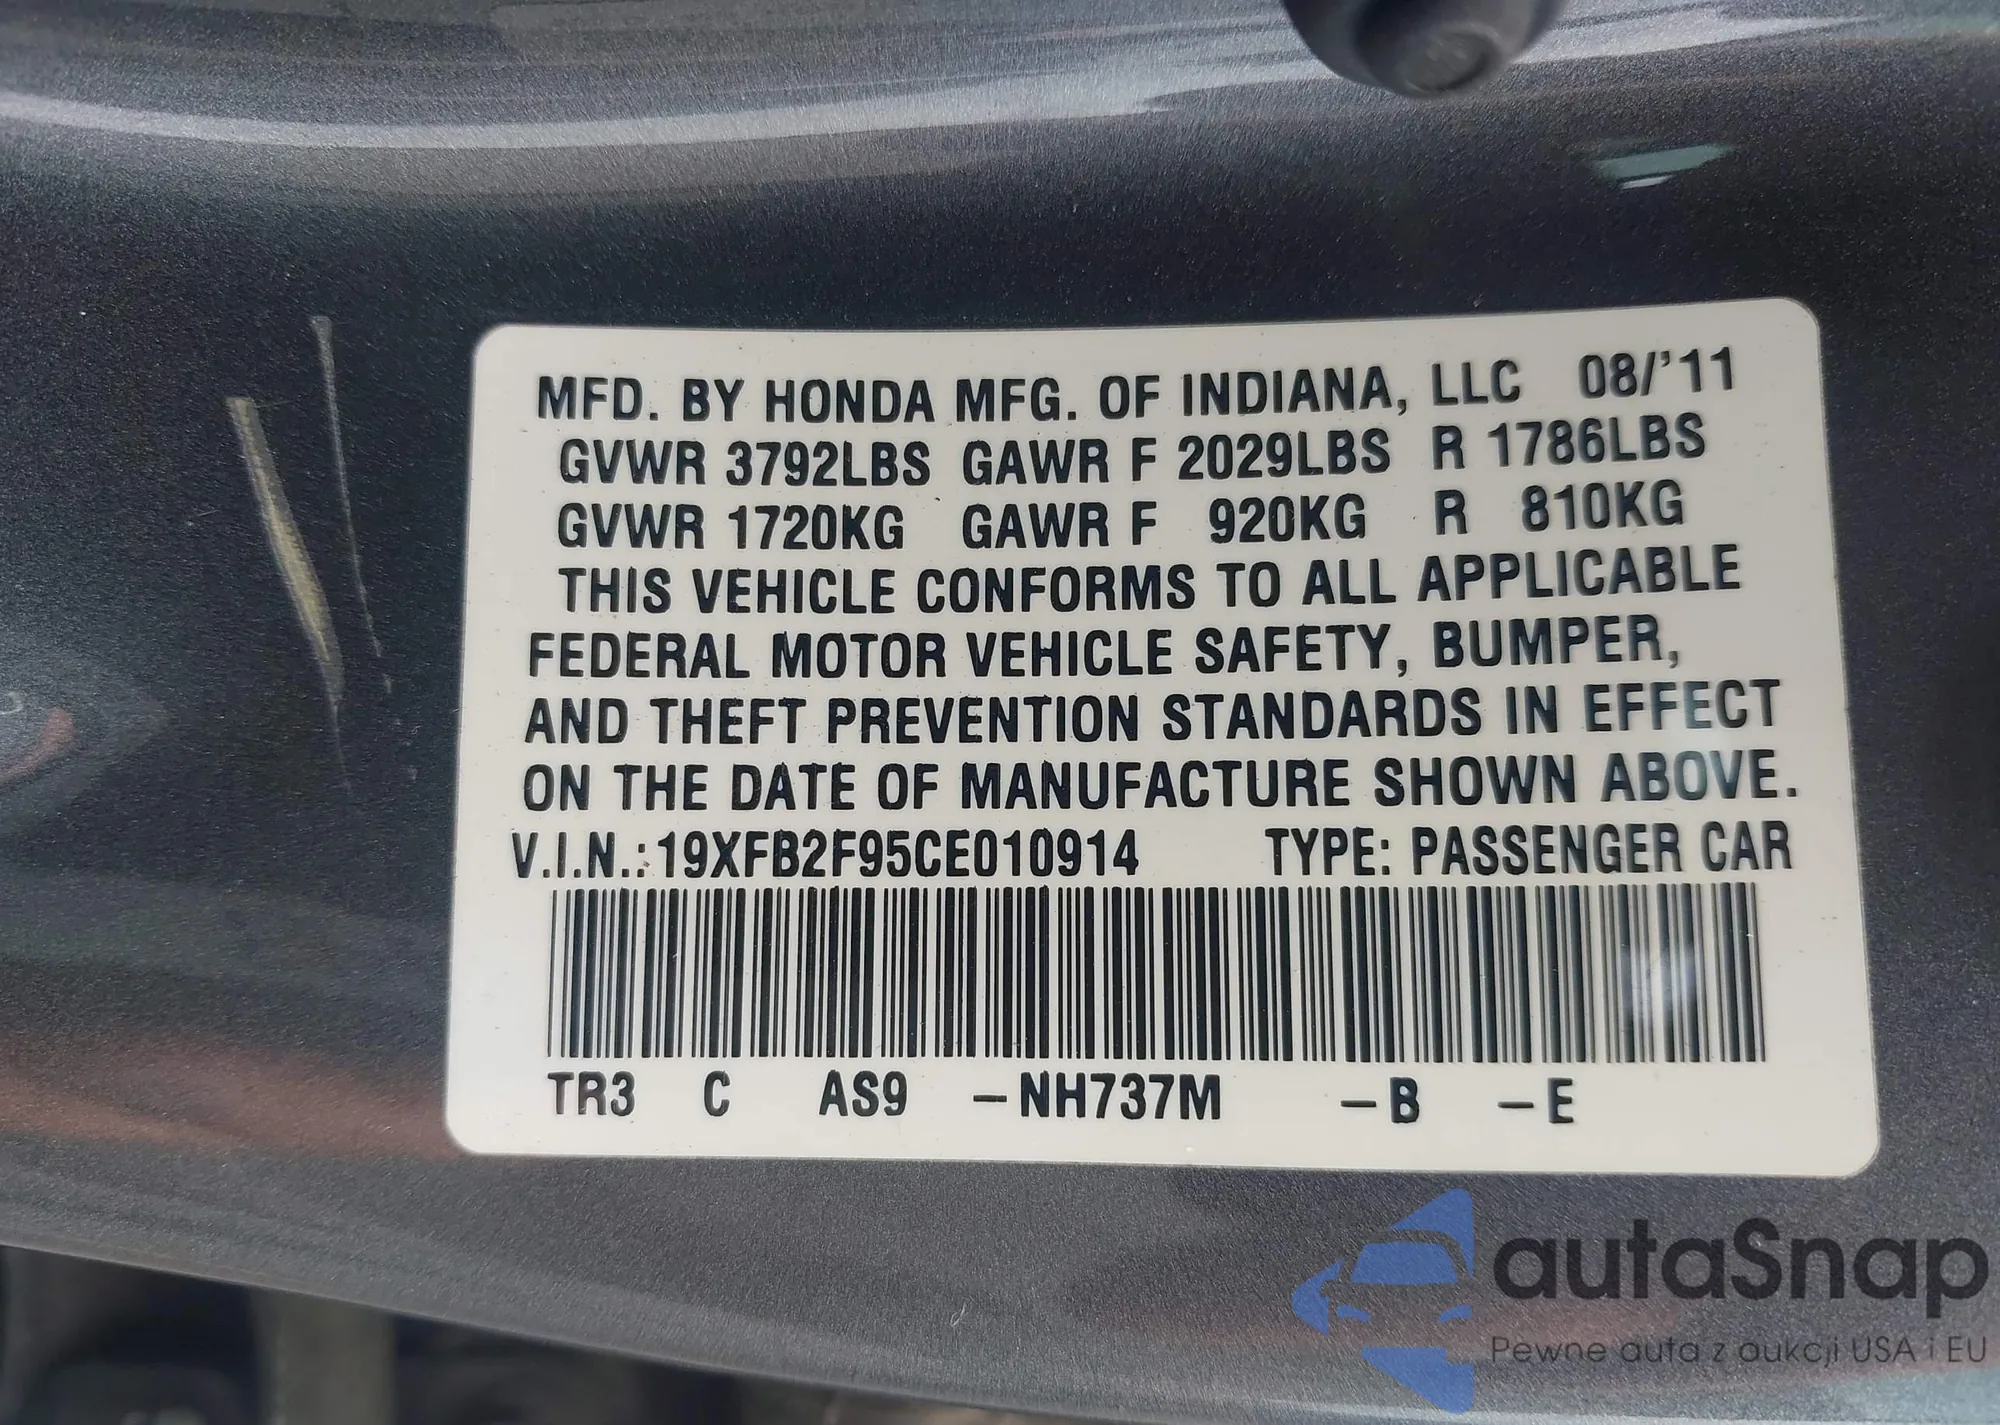 MFD. BY HONDA MFG. OF INDIANA, LLC 08/'11
GVWR 3792LBS GAWR F 2029LBS R 1786LBS
GVWR 1720KG GAWR F 920KG R 810KG
THIS VEHICLE CONFORMS TO ALL APPLICABLE
FEDERAL MOTOR VEHICLE SAFETY, BUMPER,
AND THEFT PREVENTION STANDARDS IN EFFECT
ON THE DATE OF MANUFACTURE SHOWN ABOVE.
V.I.N.:19XFB2F95CE010914 TYPE: PASSENGER CAR
TR3 C AS9 –NH737M –B –E
autaSnap
Pewne auta z aukcji USA i EU